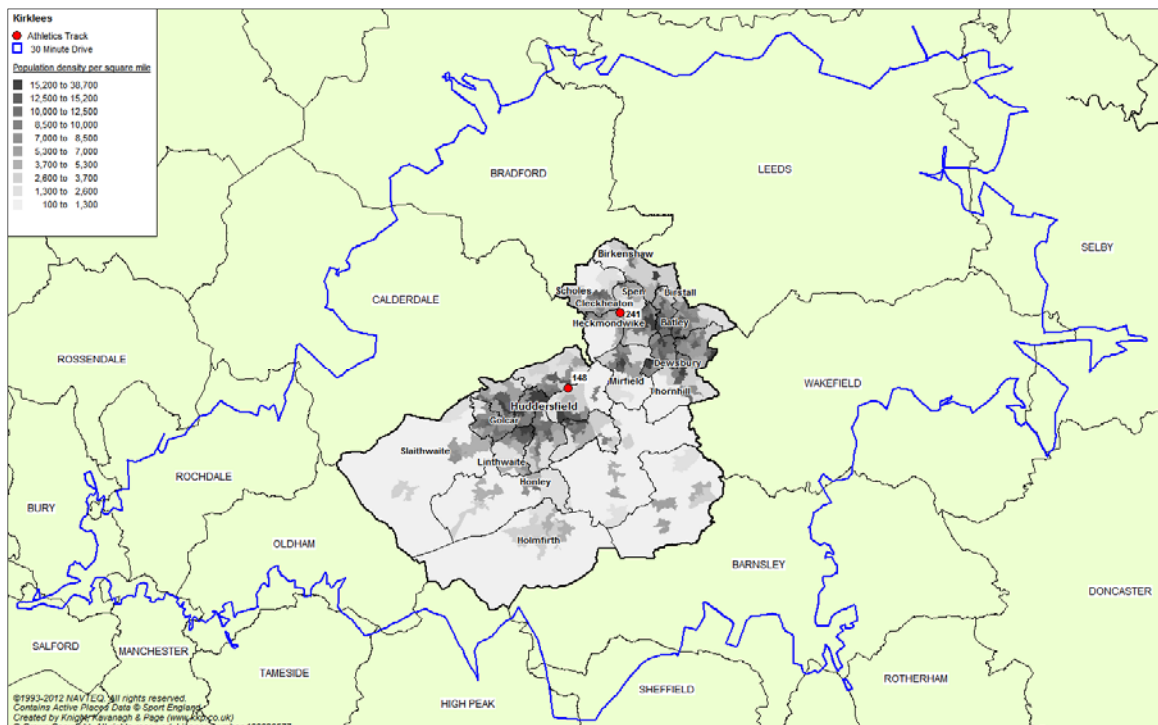 Kirklees
Athletics Track
30 Minute Drive
Population density per square mile
15,200 to 38,700
12,500 to 15,200
10,000 to 12,500
8,500 to 10,000
7,000 to 8,500
5,300 to 7,000
3,700 to 5,300
2,600 to 3,700
1,300 to 2,600
100 to 1,300
BRADFORD
LEEDS
SELBY
Birkenshaw
Scholes
Spen
Birstall
CALDERDALE
Cleckheaton
241
Heckmondwike
Batley
ROSSENDALE
Dewsbury
148
Mirfield
WAKEFIELD
Thornhill
Huddersfield
Golcar
Slaithwaite
Linthwaite
ROCHDALE
Honley
BURY
OLDHAM
Holmfirth
BARNSLEY
DONCASTER
SALFORD
MANCHESTER
TAMESIDE
ROTHERHAM
SHEFFIELD
HIGH PEAK
©1993-2012 NAVTEQ. All rights reserved.
Contains Active Places Data © Sport England
Created by Knight, Kavanagh & Page (www.kkp.co.uk)